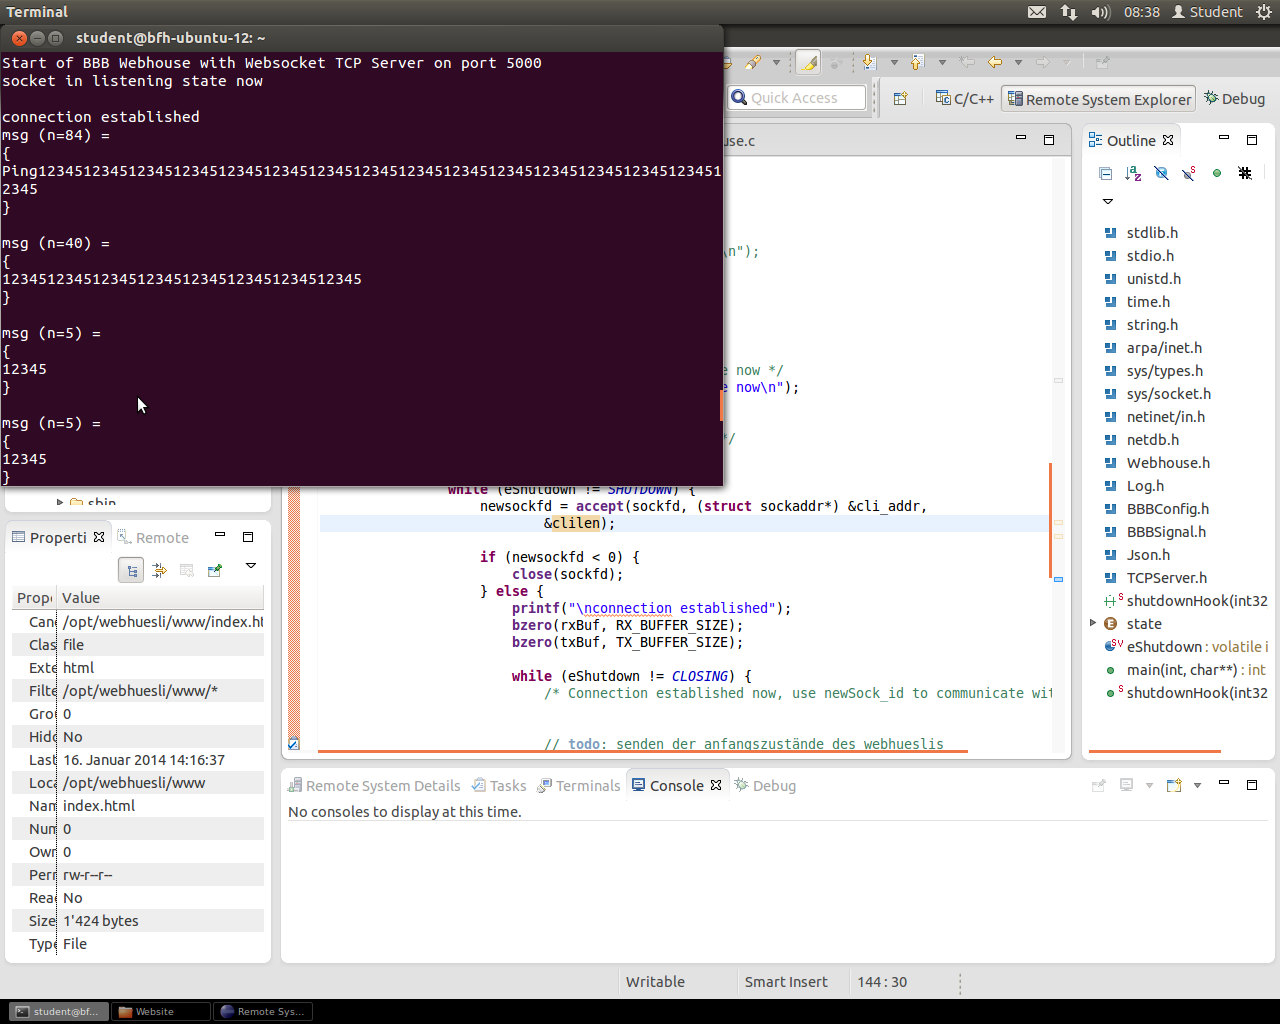 Terminal
08:38
Student
student@bfh-ubuntu-12: ~
Start of BBB Webhouse with Websocket TCP Server on port 5000
socket in listening state now
connection established
msg (n=84) =
{
Ping1234512345123451234512345123451234512345123451234512345123451234512345123451
2345
}
msg (n=40) =
{
1234512345123451234512345123451234512345
}
msg (n=5) =
{
12345
}
msg (n=5) =
{
12345
}
Quick Access
C/C++
Remote System Explorer
Debug
use.c
\n");
e now */
e now\n");
*/
while (eShutdown != SHUTDOWN) {
newsockfd = accept(sockfd, (struct sockaddr*) &cli_addr,
&clilen);
if (newsockfd < 0) {
close(sockfd);
} else {
printf("\nconnection established");
bzero(rxBuf, RX_BUFFER_SIZE);
bzero(txBuf, TX_BUFFER_SIZE);
while (eShutdown != CLOSING) {
/* Connection established now, use newSock_id to communicate wit
// todo: senden der anfangszustände des webhueslis
Outline
stdlib.h
stdio.h
unistd.h
time.h
string.h
arpa/inet.h
sys/types.h
sys/socket.h
netinet/in.h
netdb.h
Webhouse.h
Log.h
BBBConfig.h
BBBSignal.h
Json.h
TCPServer.h
shutdownHook(int32
state
eShutdown : volatile i
main(int, char**) : int
shutdownHook(int32
sbin
Properti
Remote
Prop Value
Can /opt/webhuesli/www/index.ht
Clas file
Exte html
Filte /opt/webhuesli/www/*
Gro 0
Hidd No
Last 16. Januar 2014 14:16:37
Loca /opt/webhuesli/www
Nam index.html
Num 0
Own 0
Perr rw-r--r--
Read No
Size 1'424 bytes
Type File
Remote System Details
Tasks
Terminals
Console
Debug
No consoles to display at this time.
Writable
Smart Insert
144 : 30
student@bf...
Website
Remote Sys...